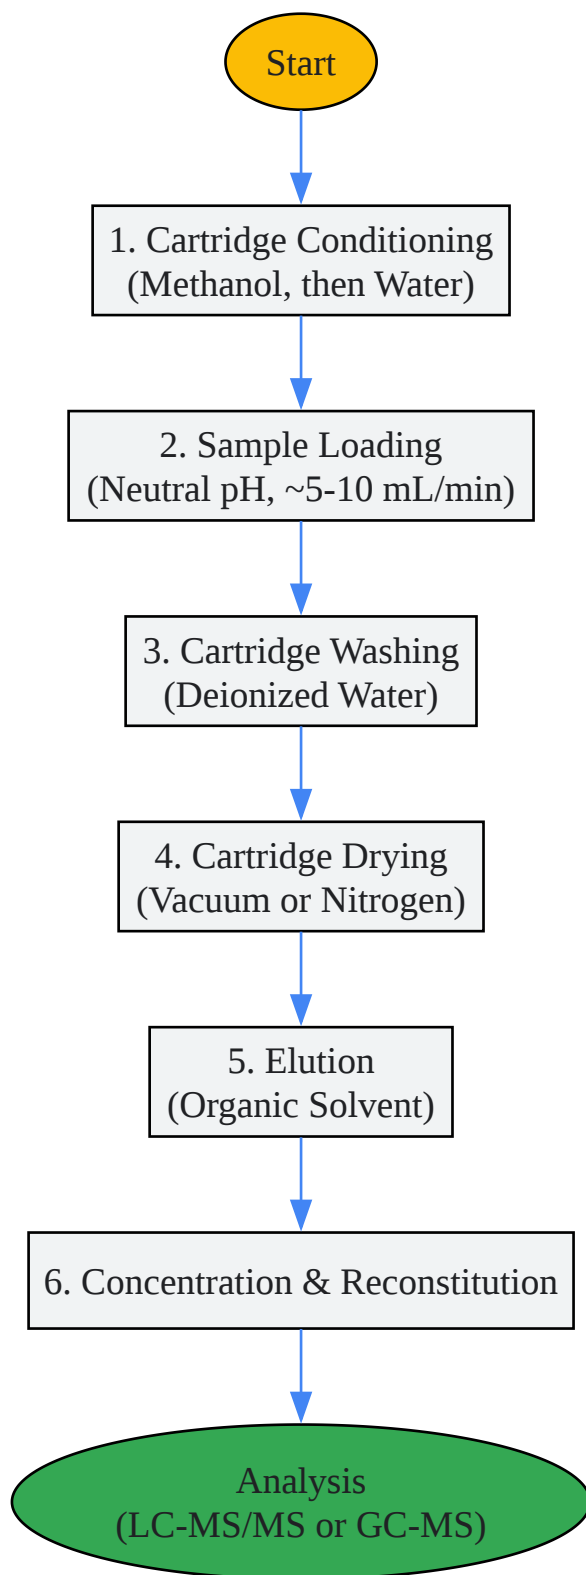 Start
1. Cartridge Conditioning
(Methanol, then Water)
2. Sample Loading
(Neutral pH, ~5-10 mL/min)
3. Cartridge Washing
(Deionized Water)
4. Cartridge Drying
(Vacuum or Nitrogen)
5. Elution
(Organic Solvent)
6. Concentration & Reconstitution
Analysis
(LC-MS/MS or GC-MS)